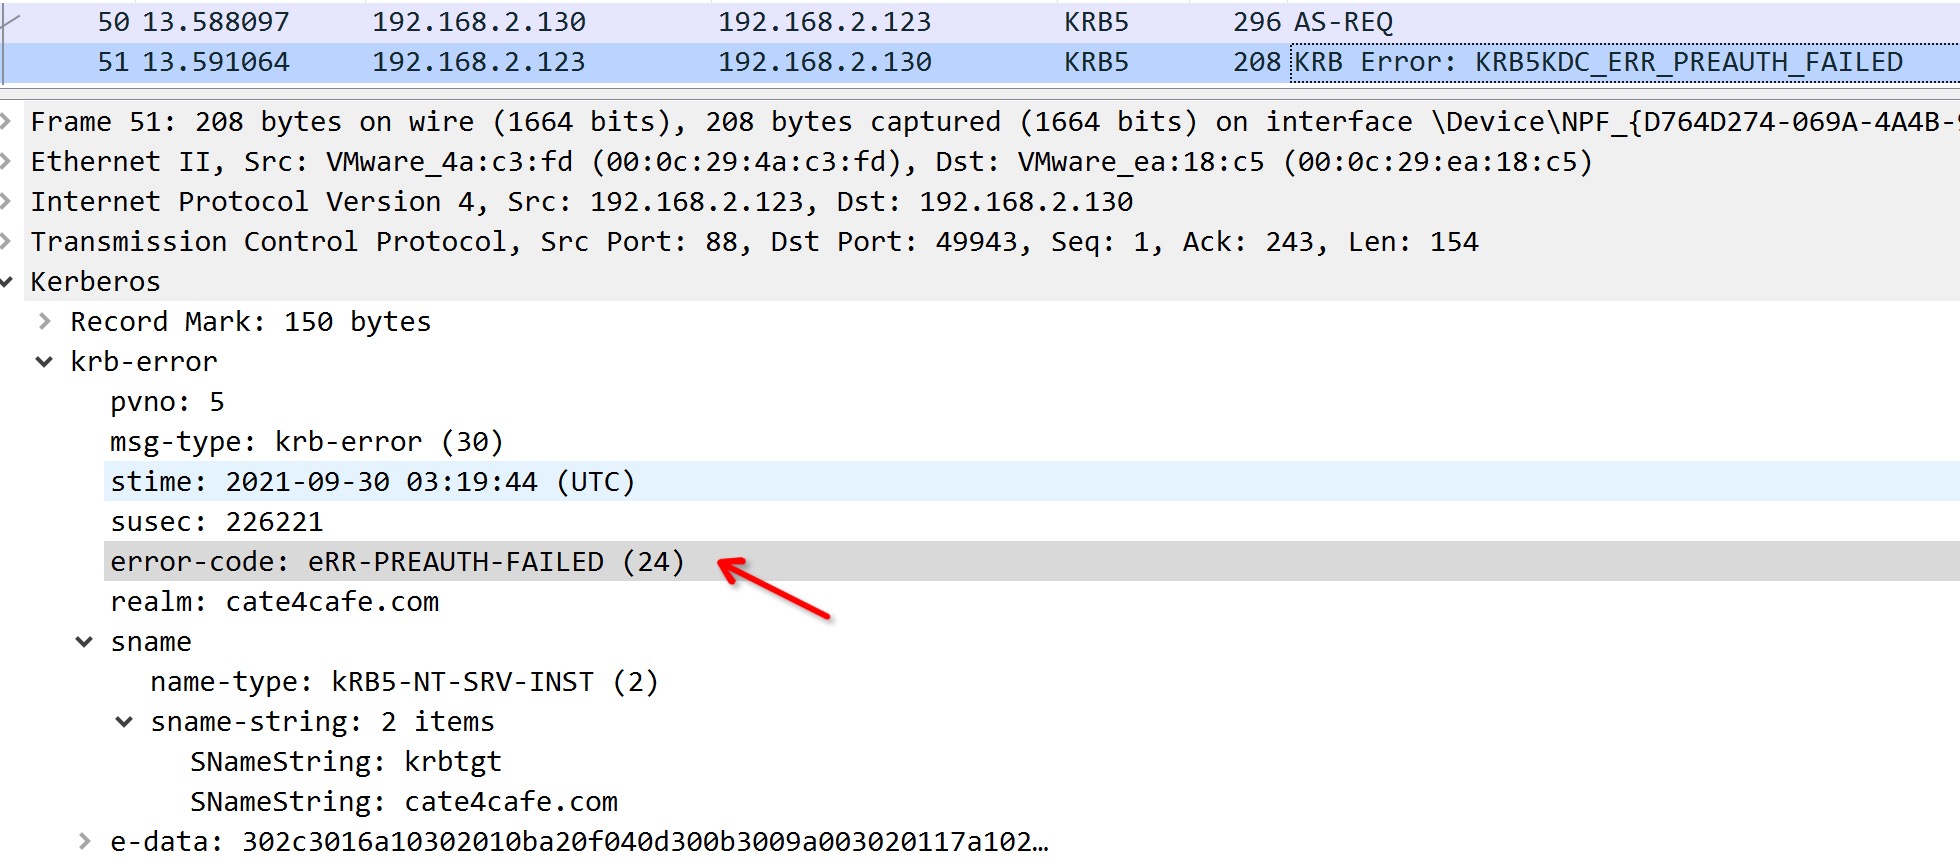 50 13.588097 192.168.2.130 192.168.2.123 KRB5 296 AS-REQ
51 13.591064 192.168.2.123 192.168.2.130 KRB5 208 KRB Error: KRB5KDC_ERR_PREAUTH_FAILED
Frame 51: 208 bytes on wire (1664 bits), 208 bytes captured (1664 bits) on interface \Device\NPF_{D764D274-069A-4A4B-
Ethernet II, Src: VMware_4a:c3:fd (00:0c:29:4a:c3:fd), Dst: VMware_ea:18:c5 (00:0c:29:ea:18:c5)
Internet Protocol Version 4, Src: 192.168.2.123, Dst: 192.168.2.130
Transmission Control Protocol, Src Port: 88, Dst Port: 49943, Seq: 1, Ack: 243, Len: 154
Kerberos
Record Mark: 150 bytes
krb-error
pvno: 5
msg-type: krb-error (30)
stime: 2021-09-30 03:19:44 (UTC)
susec: 226221
error-code: eRR-PREAUTH-FAILED (24)
realm: cate4cafe.com
sname
name-type: kRB5-NT-SRV-INST (2)
sname-string: 2 items
SNameString: krbtgt
SNameString: cate4cafe.com
e-data: 302c3016a10302010ba20f040d300b3009a003020117a102…